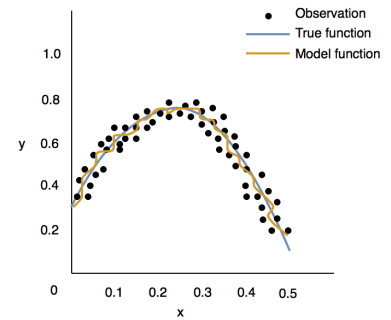 Observation
True function
Model function
1.0
0.8
y
0.6
0.4
0.2
0
0.1 0.2 0.3 0.4 0.5
x